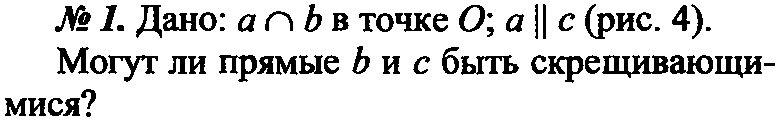 № 1. Дано: a ∩ b в точке O; a || c (рис. 4).
Могут ли прямые b и c быть скрещивающи-
мися?